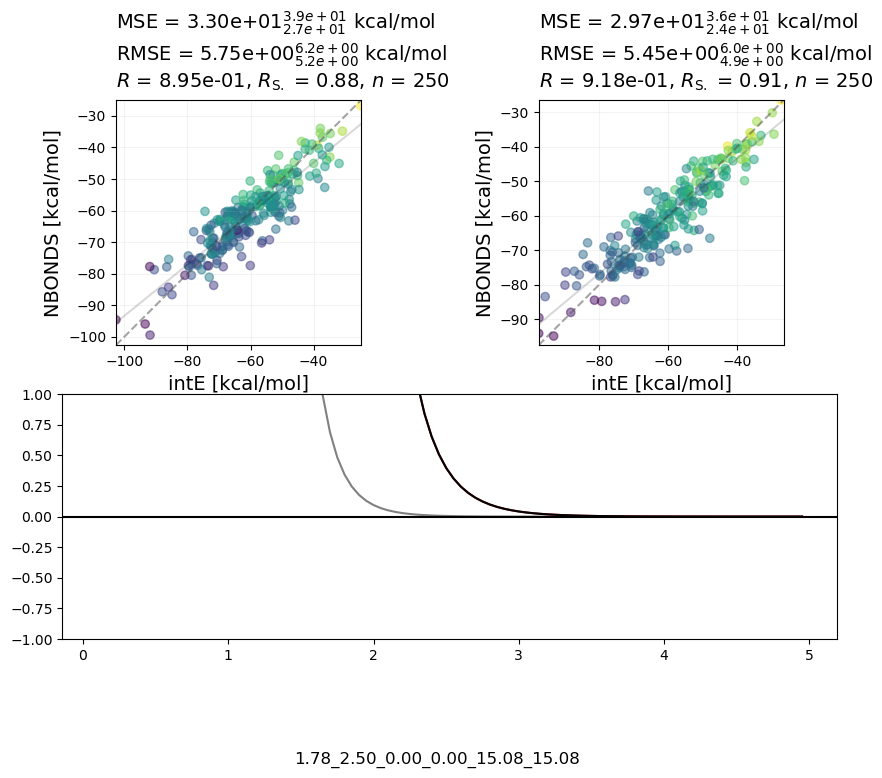 MSE = 3.30e+01 3.9e+01 2.7e+01 kcal/mol
RMSE = 5.75e+00 6.2e+00 5.2e+00 kcal/mol
R = 8.95e-01, R S. = 0.88, n = 250
NBONDS [kcal/mol]
−30
−40
−50
−60
−70
−80
−90
−100
−100 −80 −60 −40
intE [kcal/mol]
MSE = 2.97e+01 3.6e+01 2.4e+01 kcal/mol
RMSE = 5.45e+00 6.0e+00 4.9e+00 kcal/mol
R = 9.18e-01, R S. = 0.91, n = 250
NBONDS [kcal/mol]
−30
−40
−50
−60
−70
−80
−90
−80 −60 −40
intE [kcal/mol]
1.00
0.75
0.50
0.25
0.00
−0.25
−0.50
−0.75
−1.00
0 1 2 3 4 5
1.78_2.50_0.00_0.00_15.08_15.08